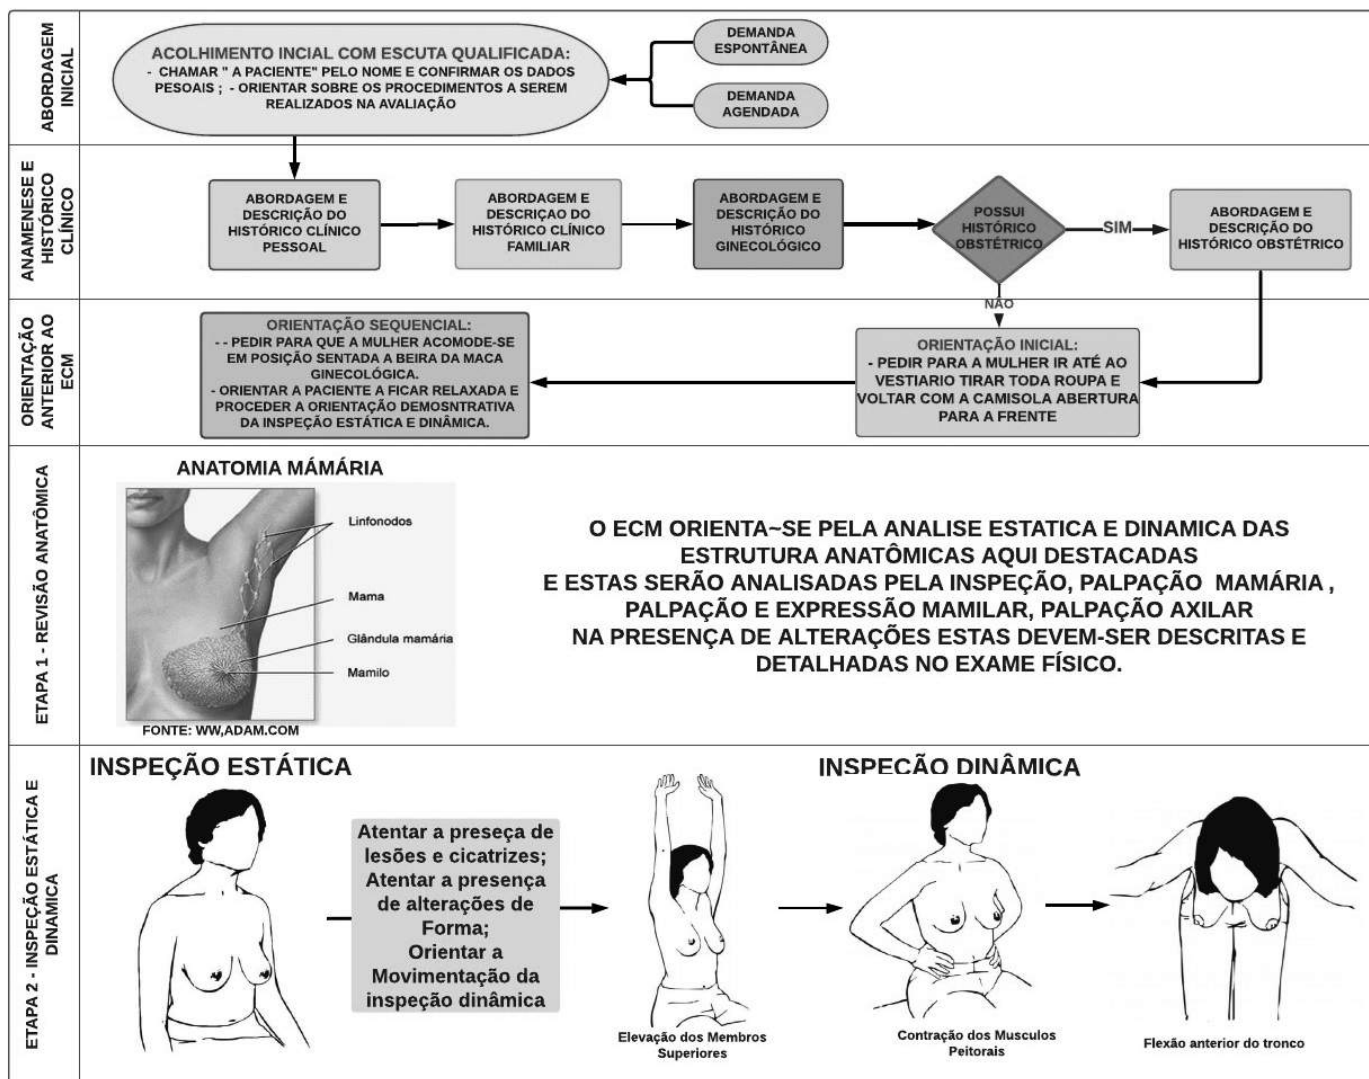 ABORDAGEM
INICIAL
ACOLHIMENTO INCIAL COM ESCUTA QUALIFICADA:
- CHAMAR " A PACIENTE" PELO NOME E CONFIRMAR OS DADOS
PESOAIS ; - ORIENTAR SOBRE OS PROCEDIMENTOS A SEREM
REALIZADOS NA AVALIAÇÃO
DEMANDA
ESPONTÂNEA
DEMANDA
AGENDADA
ANAMENESE E
HISTÓRICO
CLÍNICO
ABORDAGEM E
DESCRIÇÃO DO
HISTÓRICO CLÍNICO
PESSOAL
ABORDAGEM E
DESCRIÇAO DO
HISTÓRICO CLÍNICO
FAMILIAR
ABORDAGEM E
DESCRIÇÃO DO
HISTÓRICO
GINECOLÓGICO
POSSUI
HISTÓRICO
OBSTÉTRICO
SIM
ABORDAGEM E
DESCRIÇÃO DO
HISTÓRICO OBSTÉTRICO
NÃO
ORIENTAÇÃO
ANTERIOR AO
ECM
ORIENTAÇÃO SEQUENCIAL:
- - PEDIR PARA QUE A MULHER ACOMODE-SE
EM POSIÇÃO SENTADA A BEIRA DA MACA
GINECOLÓGICA.
- ORIENTAR A PACIENTE A FICAR RELAXADA E
PROCEDER A ORIENTAÇÃO DEMOSNTRATIVA
DA INSPEÇÃO ESTÁTICA E DINÂMICA.
ORIENTAÇÃO INICIAL:
- PEDIR PARA A MULHER IR ATÉ AO
VESTIARIO TIRAR TODA ROUPA E
VOLTAR COM A CAMISOLA ABERTURA
PARA A FRENTE
ETAPA 1 - REVISÃO ANATÔMICA
ANATOMIA MÁMÁRIA
Linfonodos
Mama
Glândula mamária
Mamilo
FONTE: WW,ADAM.COM
O ECM ORIENTA~SE PELA ANALISE ESTATICA E DINAMICA DAS
ESTRUTURA ANATÔMICAS AQUI DESTACADAS
E ESTAS SERÃO ANALISADAS PELA INSPEÇÃO, PALPAÇÃO MAMÁRIA ,
PALPAÇÃO E EXPRESSÃO MAMILAR, PALPAÇÃO AXILAR
NA PRESENÇA DE ALTERAÇÕES ESTAS DEVEM-SER DESCRITAS E
DETALHADAS NO EXAME FÍSICO.
ETAPA 2 - INSPEÇÃO ESTÁTICA E
DINAMICA
INSPEÇÃO ESTÁTICA
Atentar a preseça de
lesões e cicatrizes;
Atentar a presença
de alterações de
Forma;
Orientar a
Movimentação da
inspeção dinâmica
INSPECÃO DINÂMICA
Elevação dos Membros
Superiores
Contração dos Musculos
Peitorais
Flexão anterior do tronco